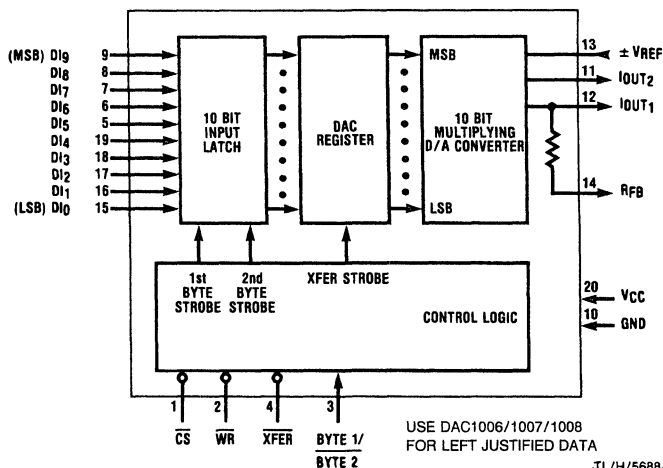 (MSB) DI9 9
DI8 8
DI7 7
DI6 6
DI5 5
DI4 19
DI3 18
DI2 17
DI1 16
(LSB) DI0 15
10 BIT
INPUT
LATCH
DAC
REGISTER
MSB
10 BIT
MULTIPLYING
D/A CONVERTER
LSB
13 ± VREF
11 IOUT2
12 IOUT1
14 RFB
1st
BYTE
STROBE
2nd
BYTE
STROBE
XFER STROBE
CONTROL LOGIC
20 VCC
10 GND
1 2 4 3
CS WR XFER BYTE 1/
BYTE 2
USE DAC1006/1007/1008
FOR LEFT JUSTIFIED DATA
TL/H/5688-